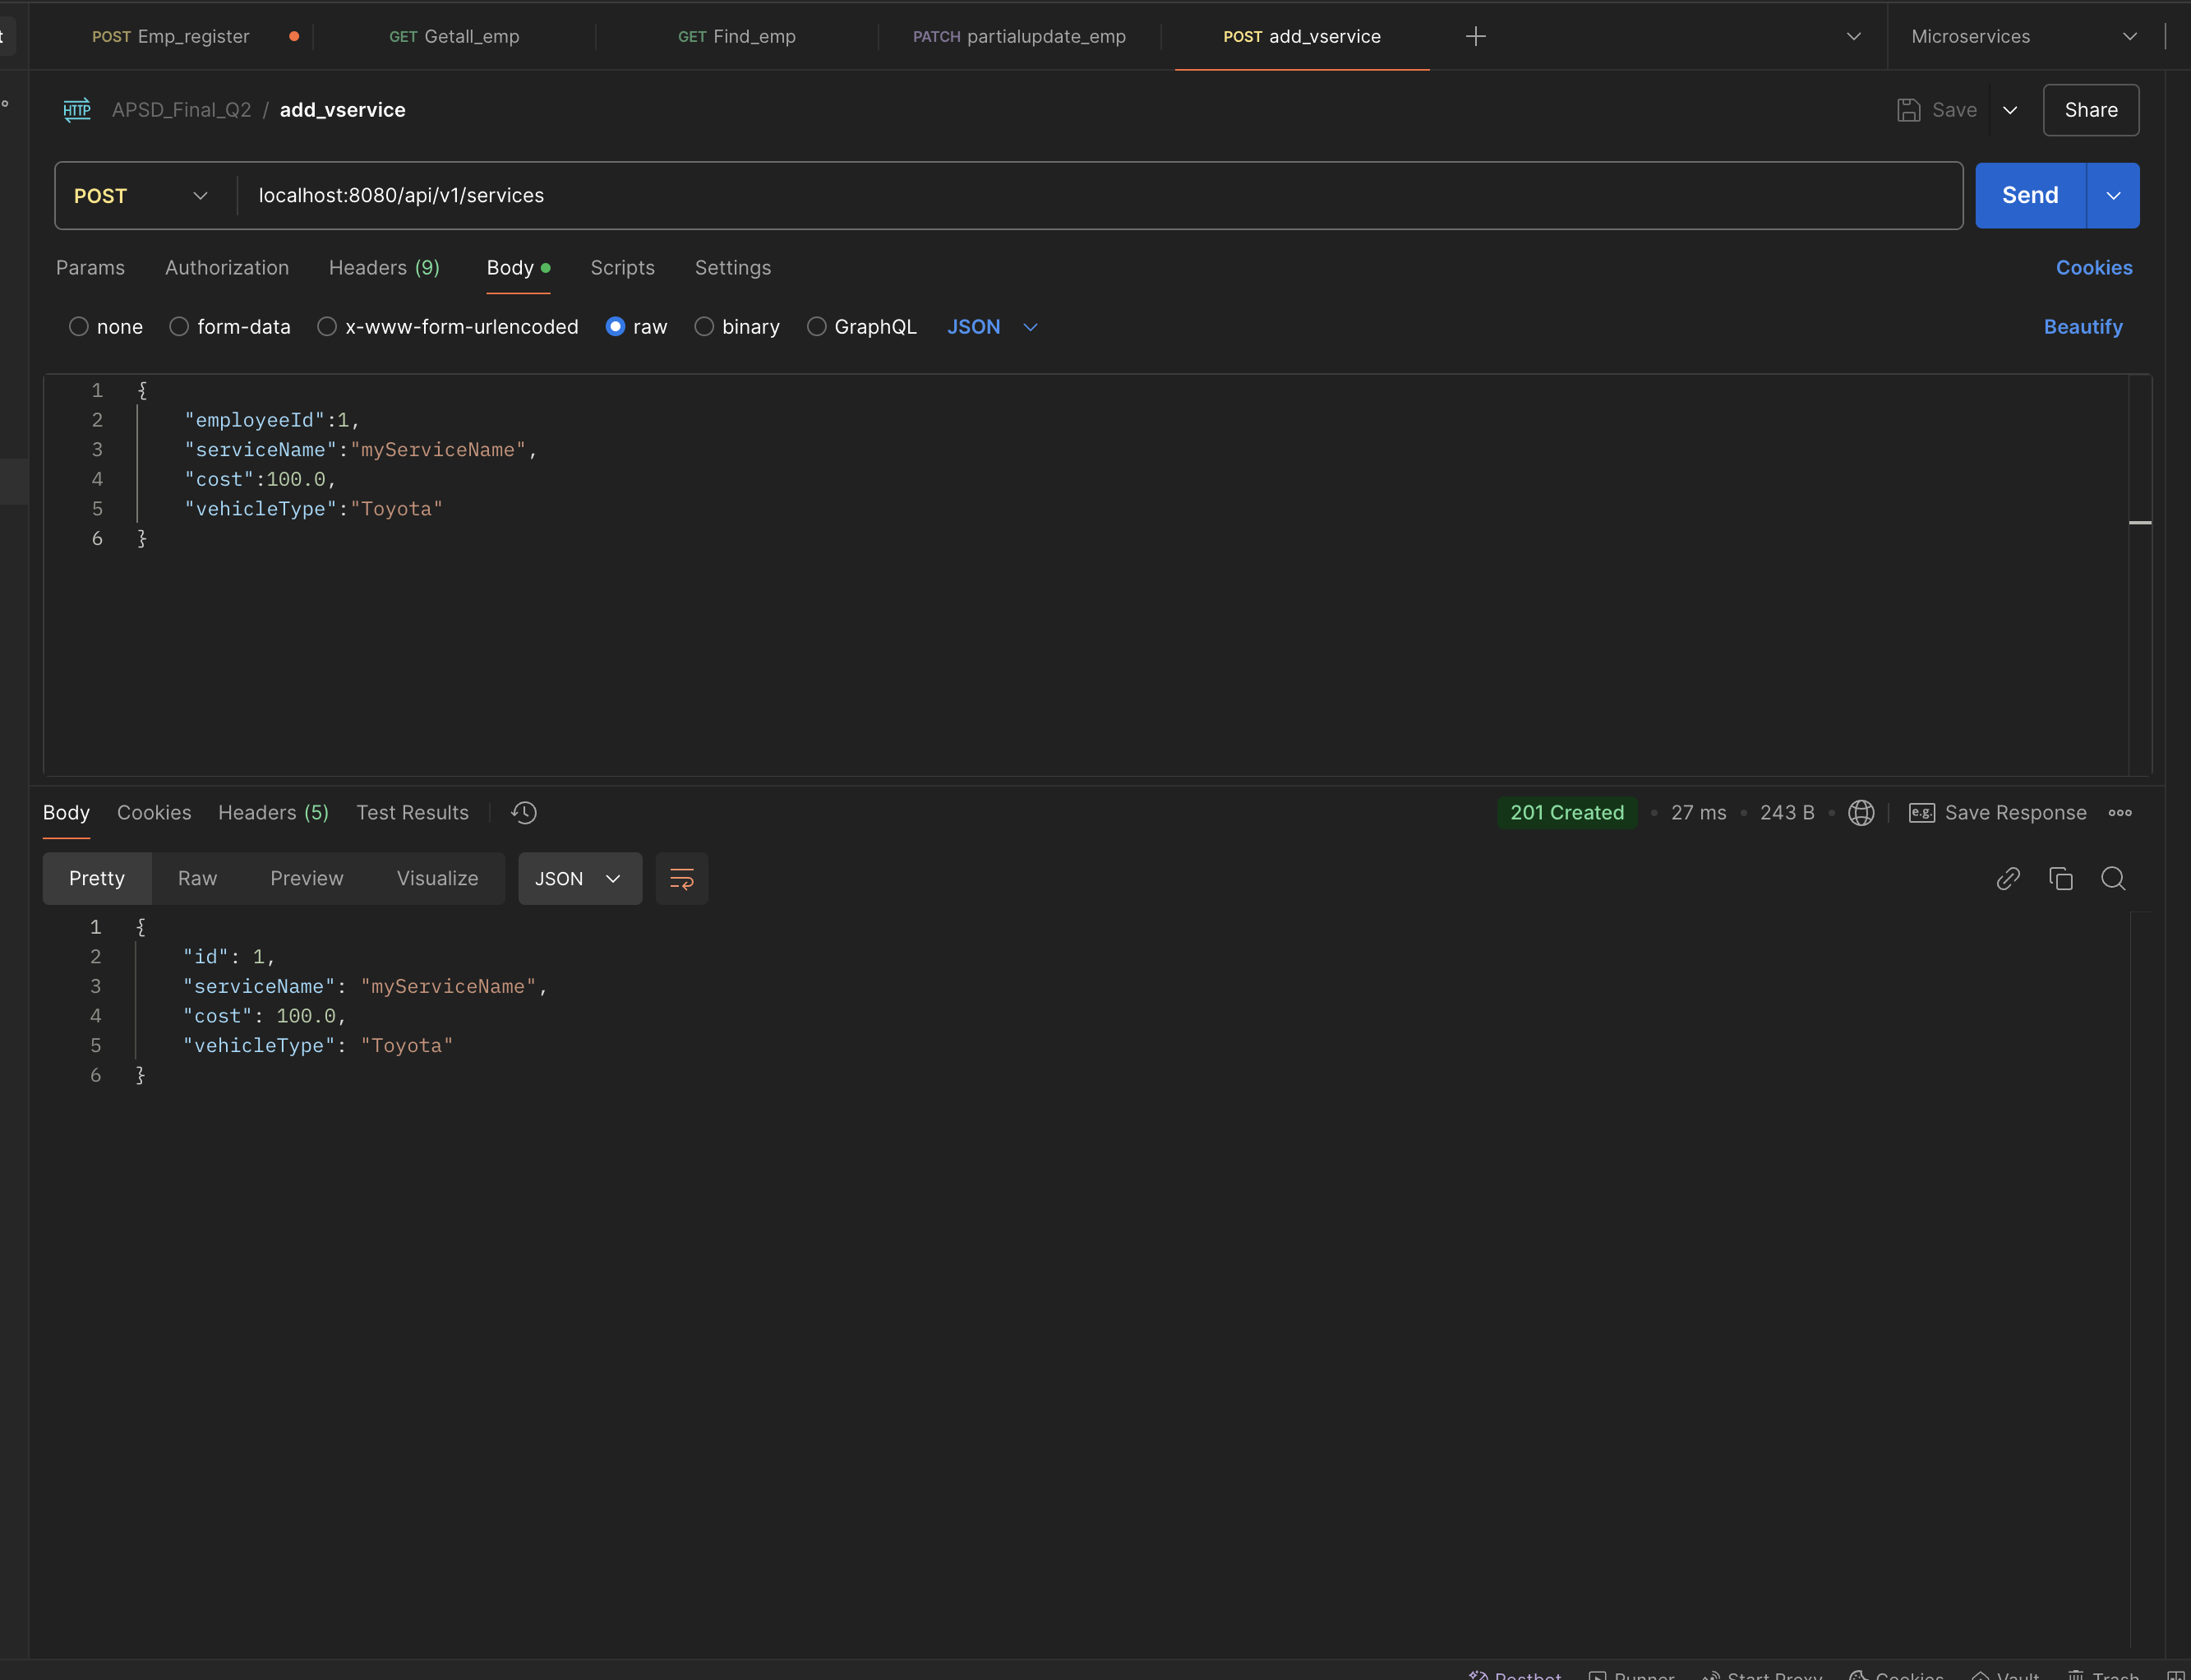 t
POST Emp_register
GET Getall_emp
GET Find_emp
PATCH partialupdate_emp
POST add_vservice
Microservices
HTTP APSD_Final_Q2 / add_vservice
Save
Share
POST localhost:8080/api/v1/services
Send
Params Authorization Headers (9) Body Scripts Settings
Cookies
none form-data x-www-form-urlencoded raw binary GraphQL JSON
Beautify
1 {
2 "employeeId":1,
3 "serviceName":"myServiceName",
4 "cost":100.0,
5 "vehicleType":"Toyota"
6 }
Body Cookies Headers (5) Test Results
201 Created 27 ms 243 B
e.g. Save Response
Pretty Raw Preview Visualize JSON
1 {
2 "id": 1,
3 "serviceName": "myServiceName",
4 "cost": 100.0,
5 "vehicleType": "Toyota"
6 }
Postbot Runner Start Proxy Cookies Vault Trash